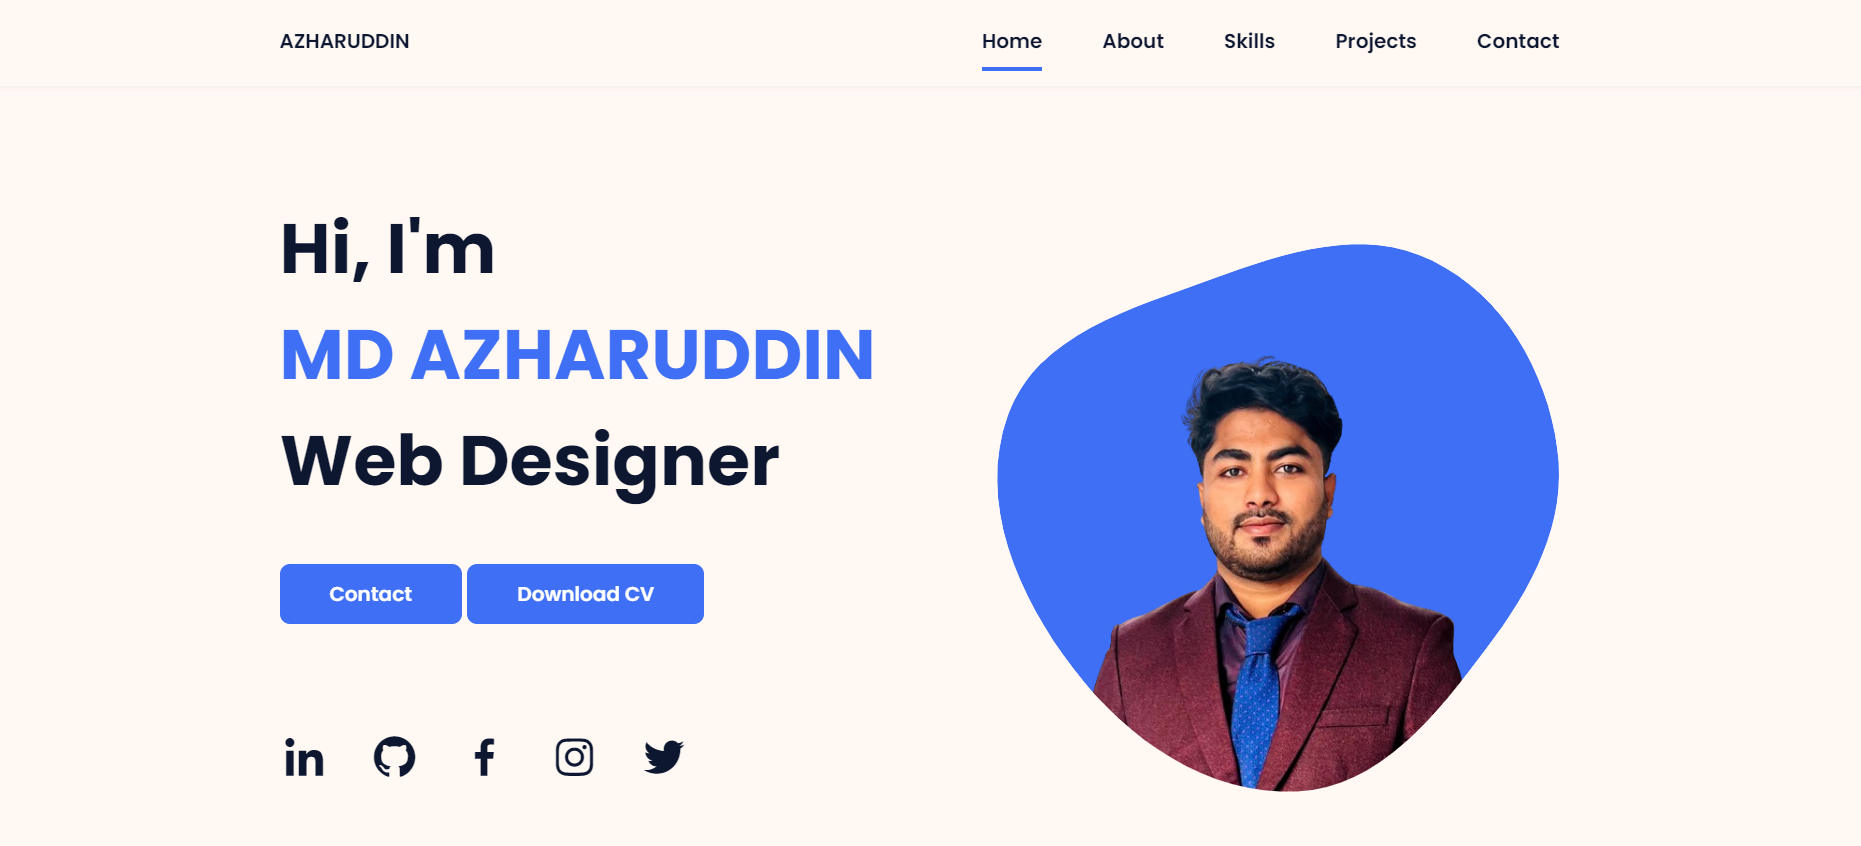 AZHARUDDIN
Home About Skills Projects Contact
Hi, I'm
MD AZHARUDDIN
Web Designer
Contact Download CV